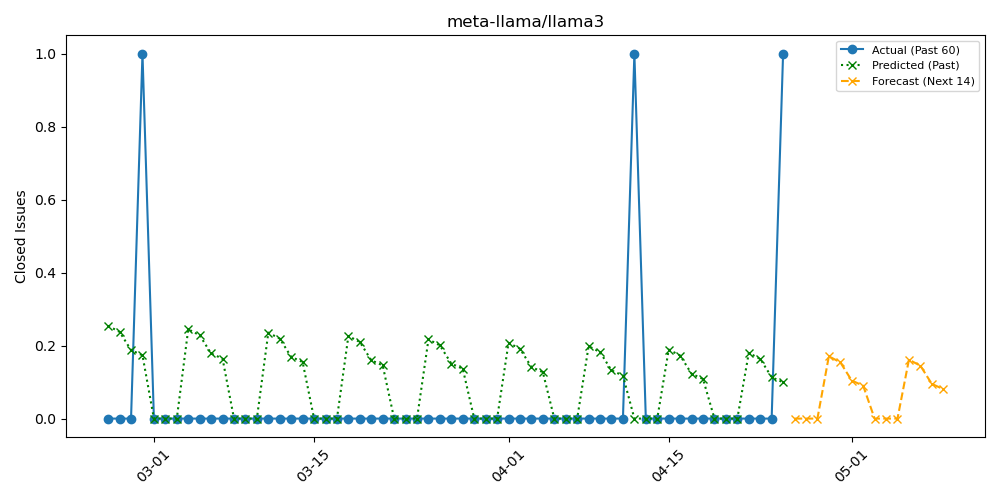 meta-llama/llama3
Closed Issues
1.0
0.8
0.6
0.4
0.2
0.0
Actual (Past 60)
Predicted (Past)
Forecast (Next 14)
03-01
03-15
04-01
04-15
05-01